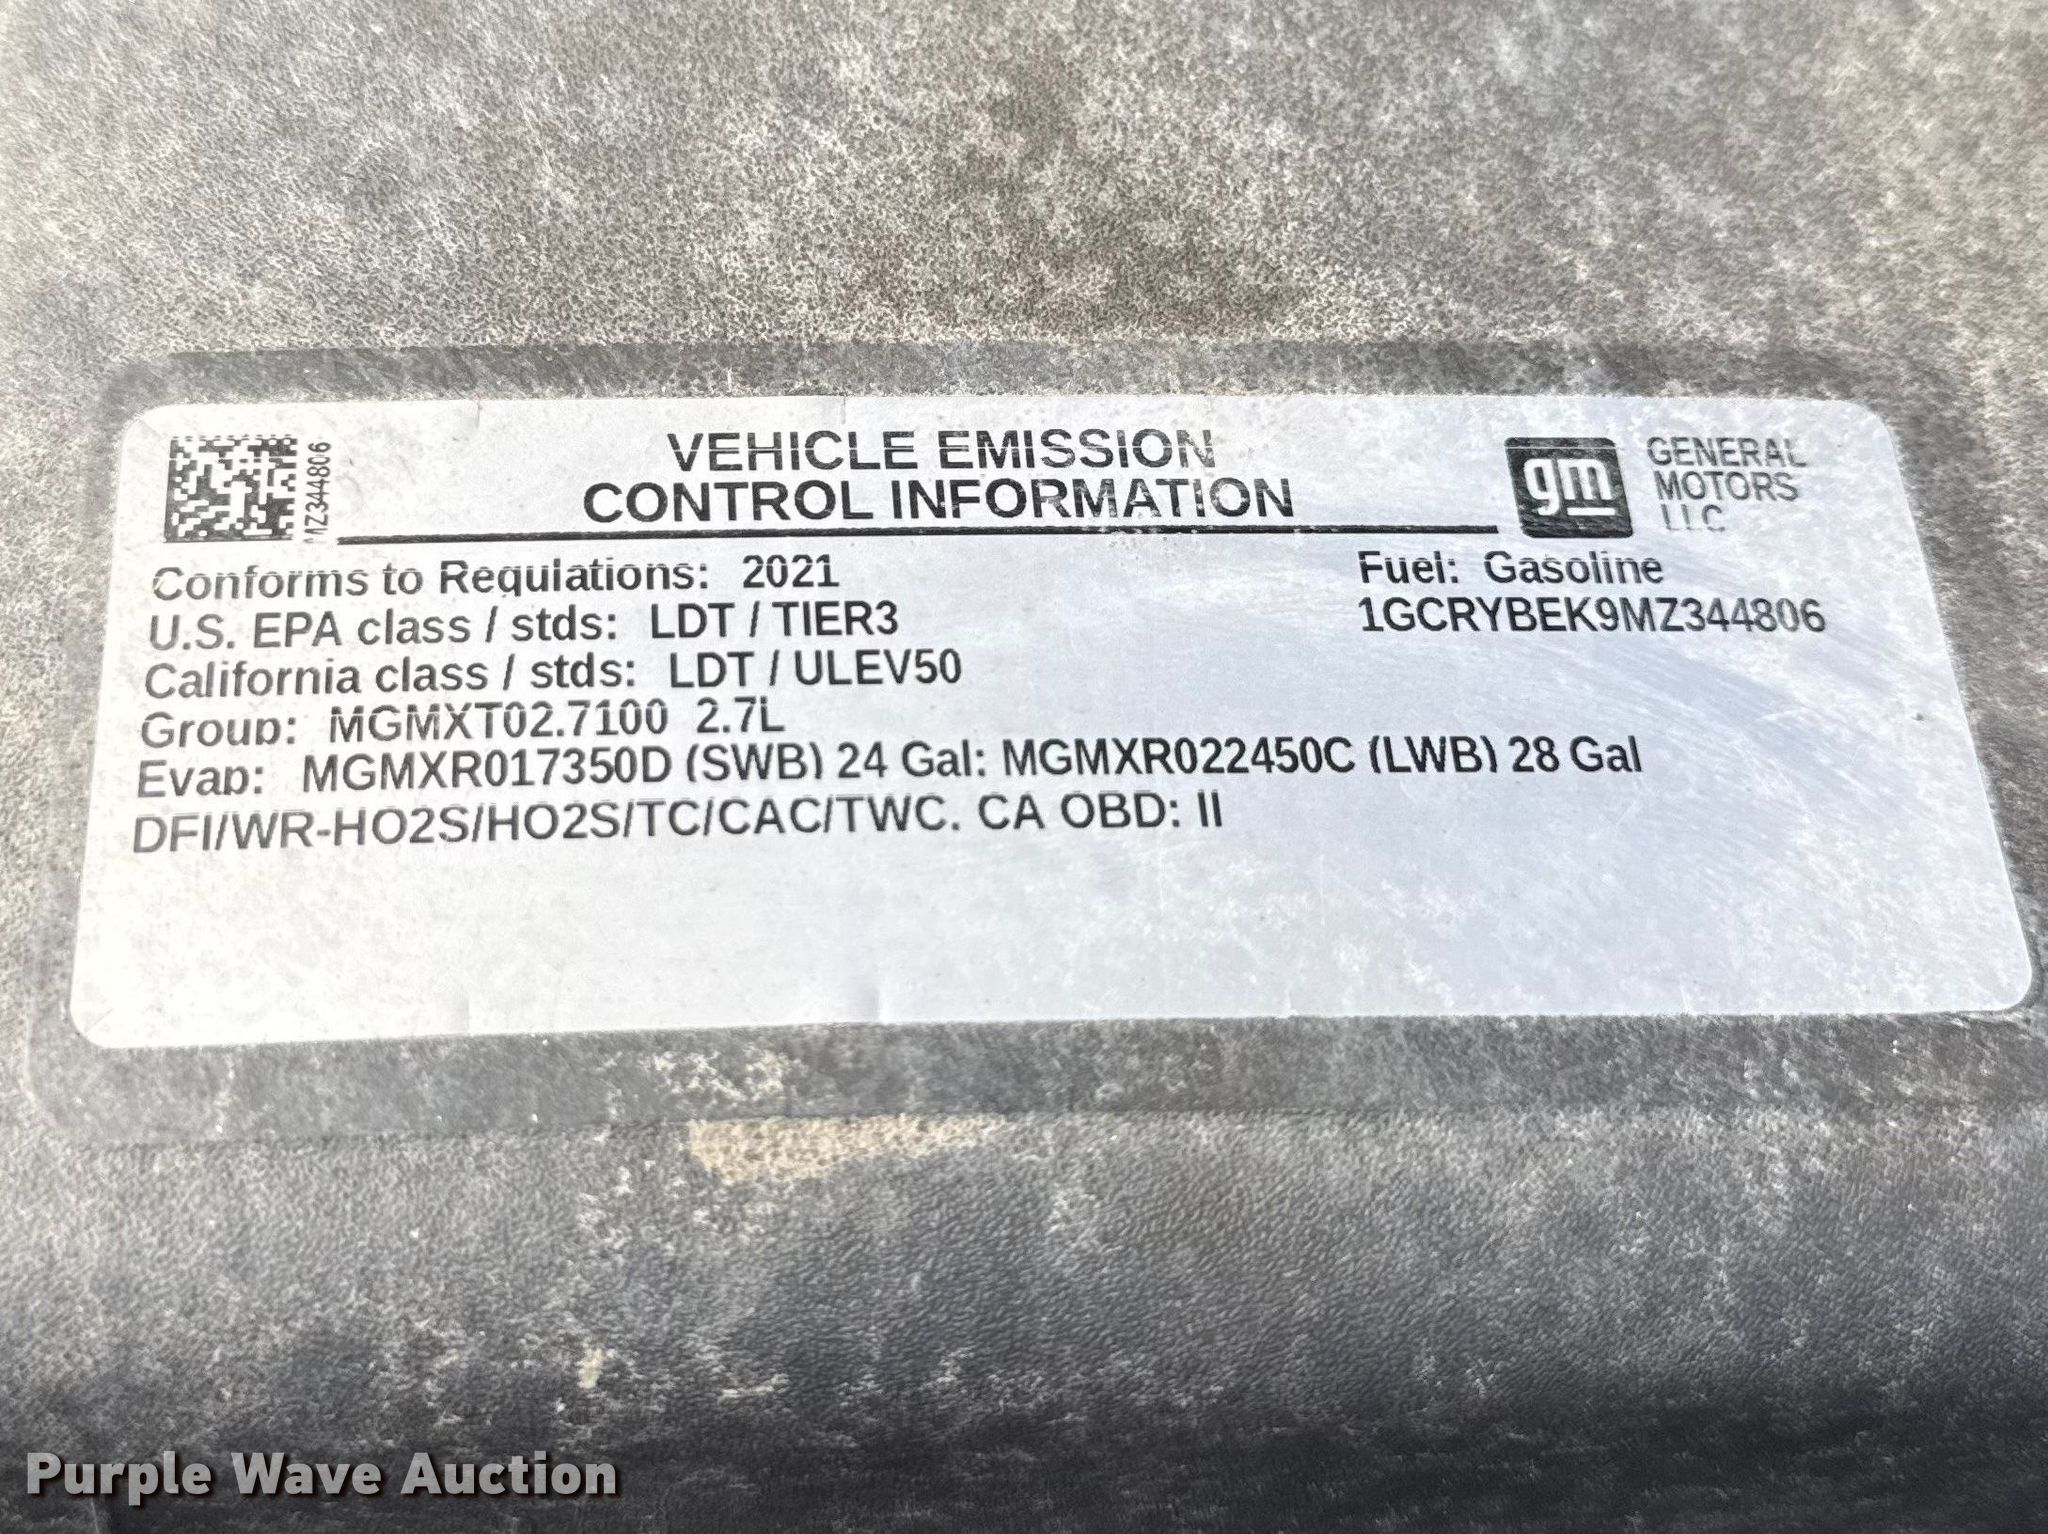 MZ344806
VEHICLE EMISSION
CONTROL INFORMATION
gm
GENERAL
MOTORS
LLC
Conforms to Regulations: 2021
U.S. EPA class / stds: LDT / TIER3
California class / stds: LDT / ULEV50
Group: MGMXT02.7100 2.7L
Evap: MGMXR017350D (SWB) 24 Gal: MGMXR022450C (LWB) 28 Gal
DFI/WR-HO2S/HO2S/TC/CAC/TWC. CA OBD: II
Fuel: Gasoline
1GCRYBEK9MZ344806
Purple Wave Auction